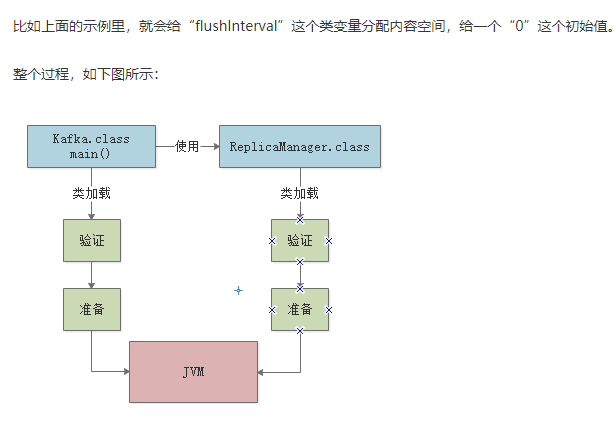 比如上面的示例里，就会给“flushInterval”这个类变量分配内容空间，给一个“0”这个初始值。
整个过程，如下图所示：
Kafka.class
main()
使用
ReplicaManager.class
类加载
类加载
验证
验证
准备
准备
JVM